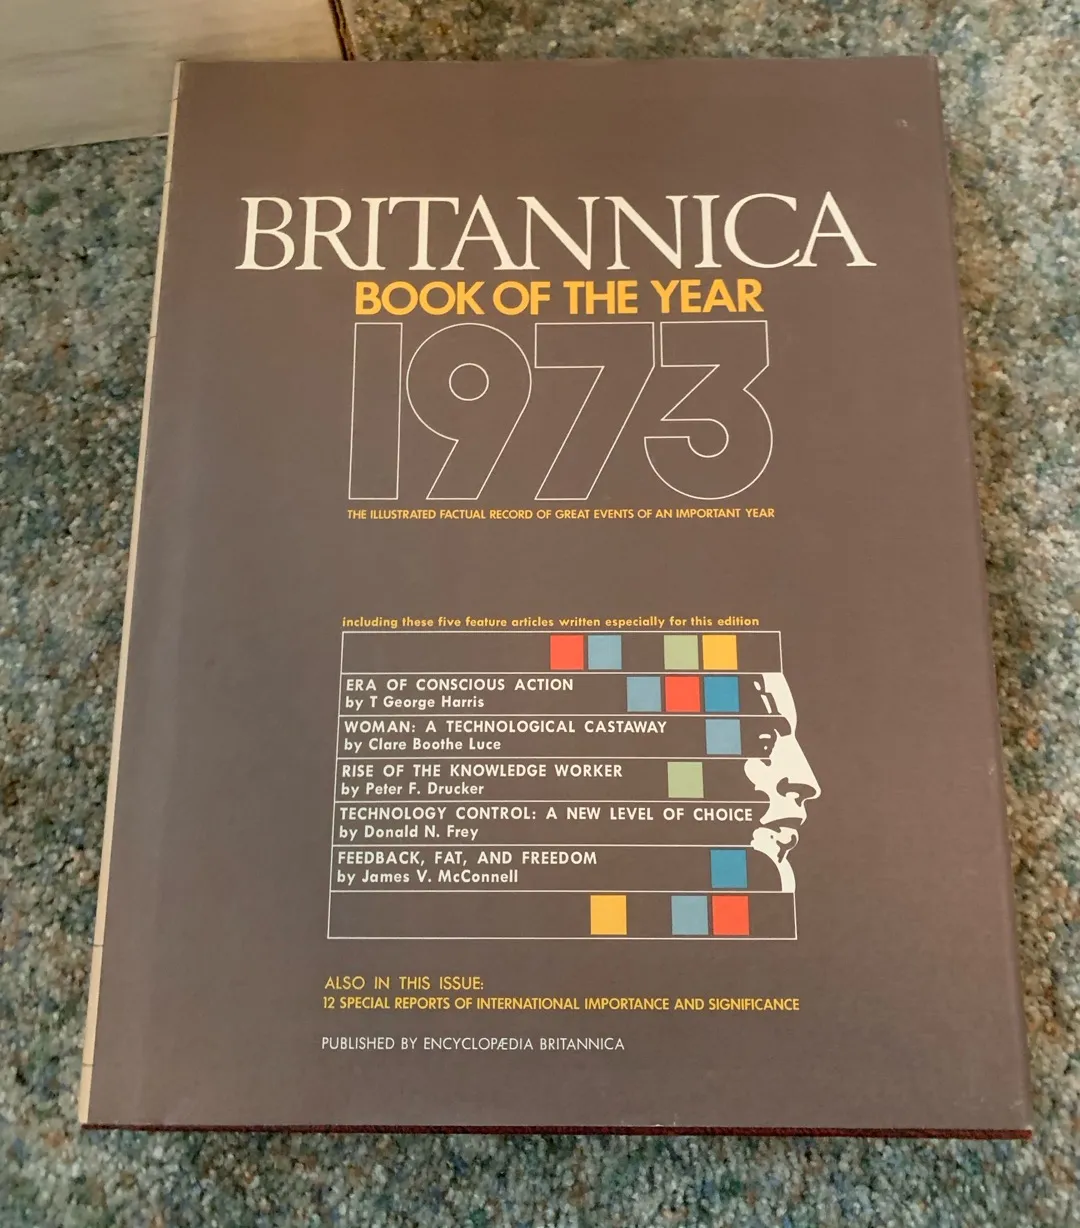 BRITANNICA
BOOK OF THE YEAR
1973
THE ILLUSTRATED FACTUAL RECORD OF GREAT EVENTS OF AN IMPORTANT YEAR
including these five feature articles written especially for this edition
ERA OF CONSCIOUS ACTION
by T George Harris
WOMAN: A TECHNOLOGICAL CASTAWAY
by Clare Boothe Luce
RISE OF THE KNOWLEDGE WORKER
by Peter F. Drucker
TECHNOLOGY CONTROL: A NEW LEVEL OF CHOICE
by Donald N. Frey
FEEDBACK, FAT, AND FREEDOM
by James V. McConnell
ALSO IN THIS ISSUE:
12 SPECIAL REPORTS OF INTERNATIONAL IMPORTANCE AND SIGNIFICANCE
PUBLISHED BY ENCYCLOPÆDIA BRITANNICA